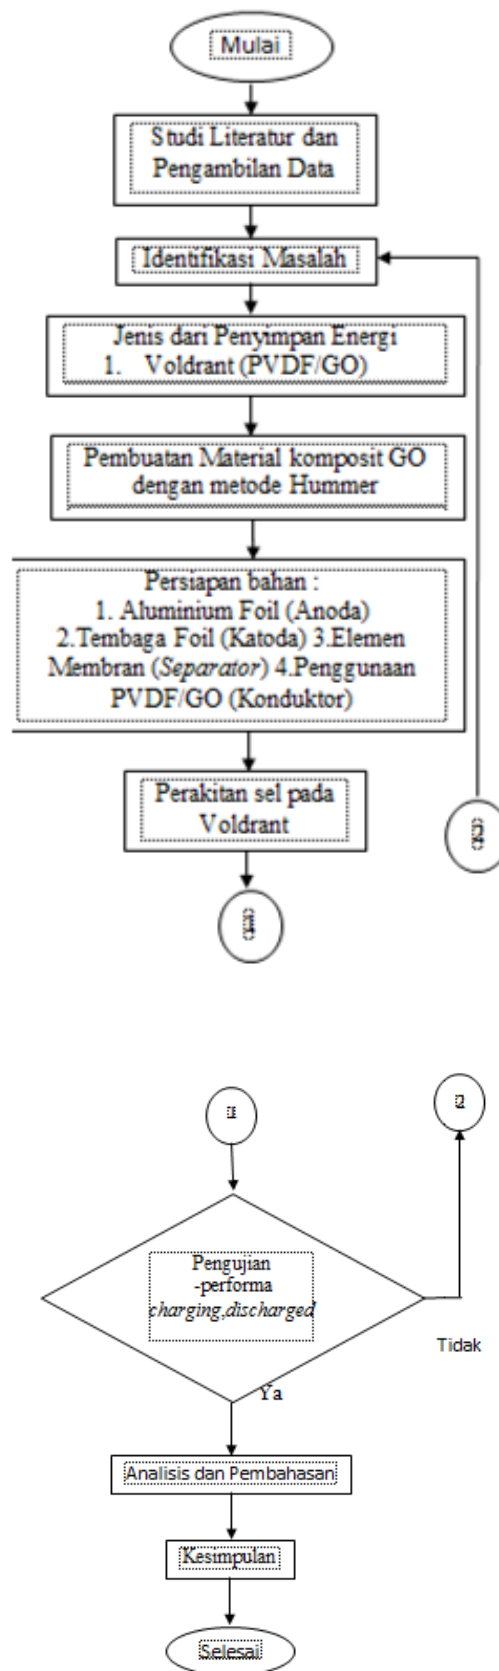 Mulai
Studi Literatur dan
Pengambilan Data
Identifikasi Masalah
Jenis dari Penyimpan Energi
1. Voldrant (PVDF/GO)
Pembuatan Material komposit GO
dengan metode Hummer
Persiapan bahan :
1. Aluminium Foil (Anoda)
2.Tembaga Foil (Katoda) 3.Elemen
Membran (Separator) 4.Penggunaan
PVDF/GO (Konduktor)
Perakitan sel pada
Voldrant
2
1
1
2
Pengujian
-performa
charging,discharged
Tidak
Ya
Analisis dan Pembahasan
Kesimpulan
Selesai